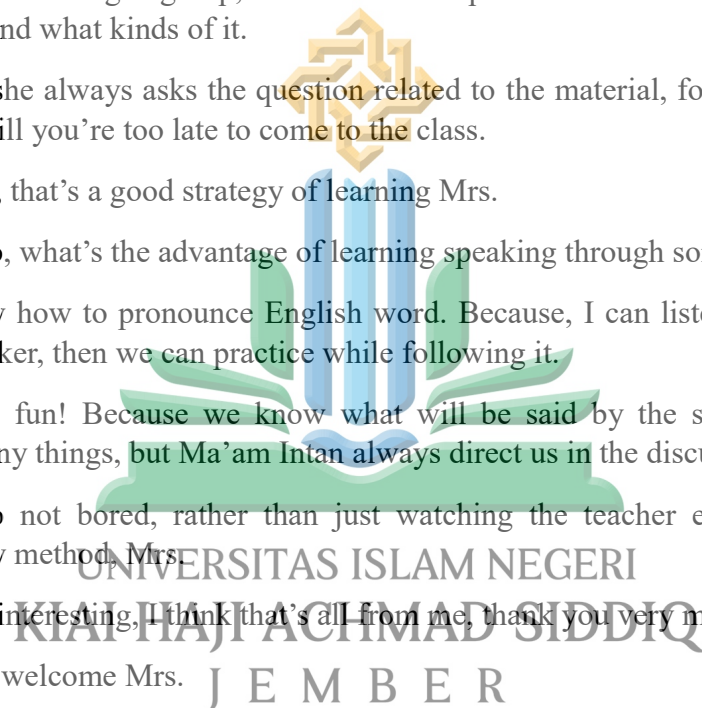 nd what kinds of it.
she always asks the question related to the material, fo
ill you're too late to come to the class.
, that's a good strategy of learning Mrs.
, what's the advantage of learning speaking through so
how to pronounce English word. Because, I can list
ker, then we can practice while following it.
fun! Because we know what will be said by the s
ny things, but Ma'am Intan always direct us in the discu
not bored, rather than just watching the teacher e
method, Mrs.
UNIVERSITAS ISLAM NEGERI
interesting, I think that's all from me, thank you very m
KIAI HAJI ACHMAD SIDDIQ
welcome Mrs.
JEMBER